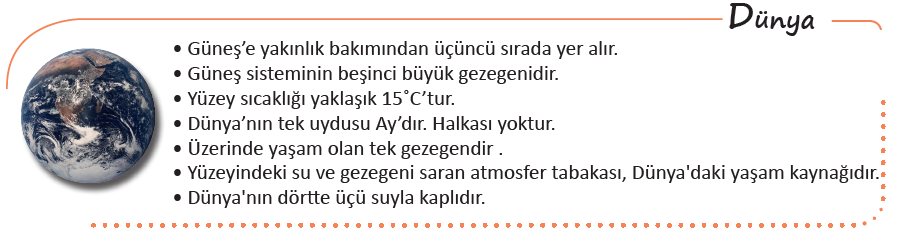 Dünya
• Güneş’e yakınlık bakımından üçüncü sırada yer alır.
• Güneş sisteminin beşinci büyük gezegenidir.
• Yüzey sıcaklığı yaklaşık 15˚C’tur.
• Dünya’nın tek uydusu Ay’dır. Halkası yoktur.
• Üzerinde yaşam olan tek gezegendir .
• Yüzeyindeki su ve gezegeni saran atmosfer tabakası, Dünya'daki yaşam kaynağıdır.
• Dünya'nın dörtte üçü suyla kaplıdır.